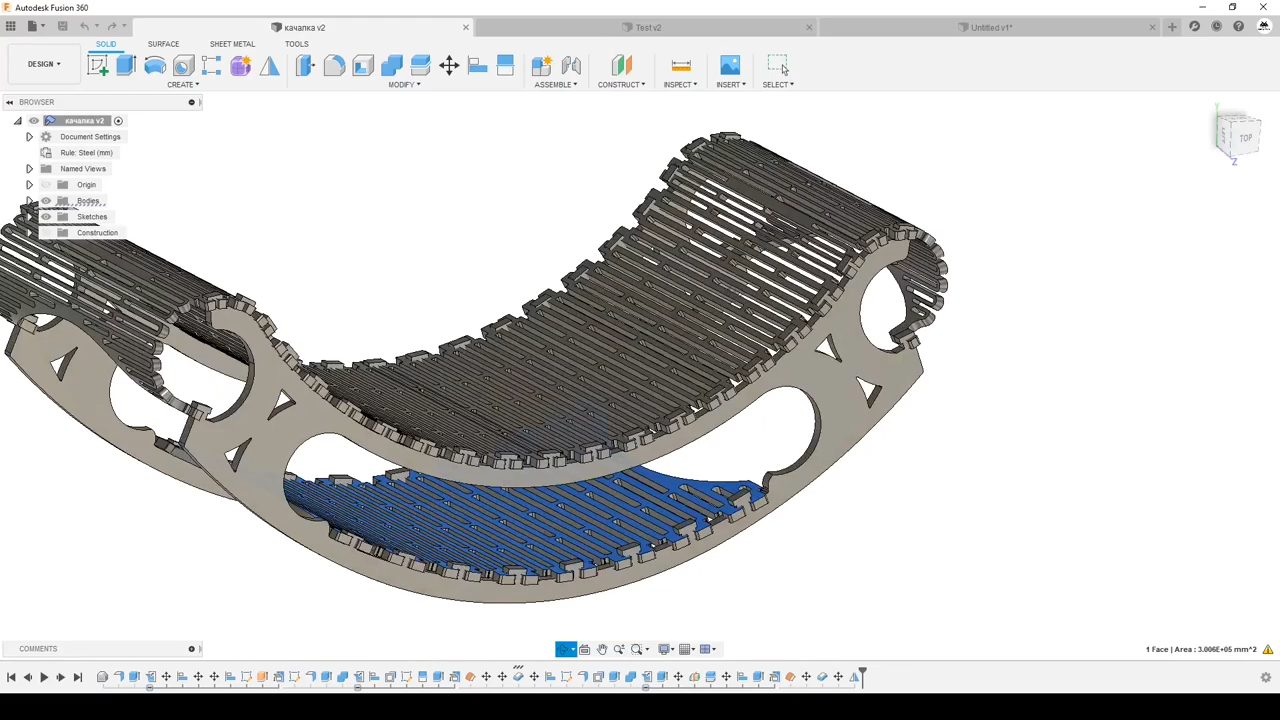 Autodesk Fusion 360
качалка v2
Test v2
Untitled v1*
DESIGN
SOLID
SURFACE
SHEET METAL
TOOLS
CREATE
MODIFY
ASSEMBLE
CONSTRUCT
INSPECT
INSERT
SELECT
BROWSER
качалка v2
Document Settings
Rule: Steel (mm)
Named Views
Origin
Bodies
Sketches
Construction
LEFT
TOP
Y
Z
COMMENTS
1 Face | Area : 3.006E+05 mm^2